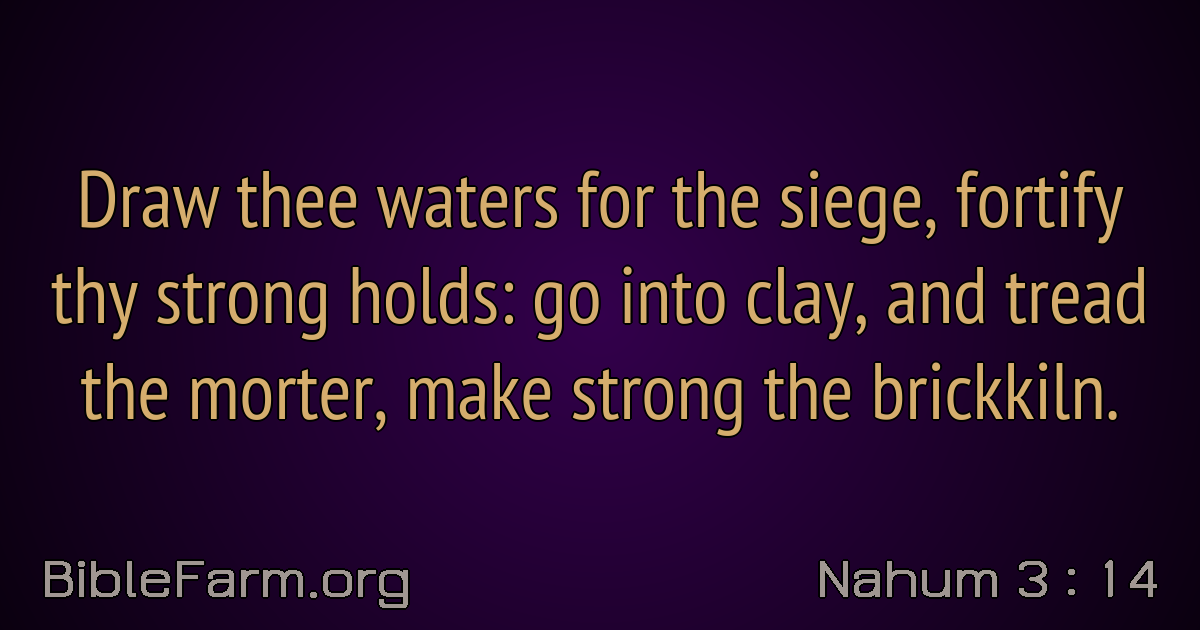 Draw thee waters for the siege, fortify
thy strong holds: go into clay, and tread
the morter, make strong the brickkiln.
BibleFarm.org
Nahum 3 : 14